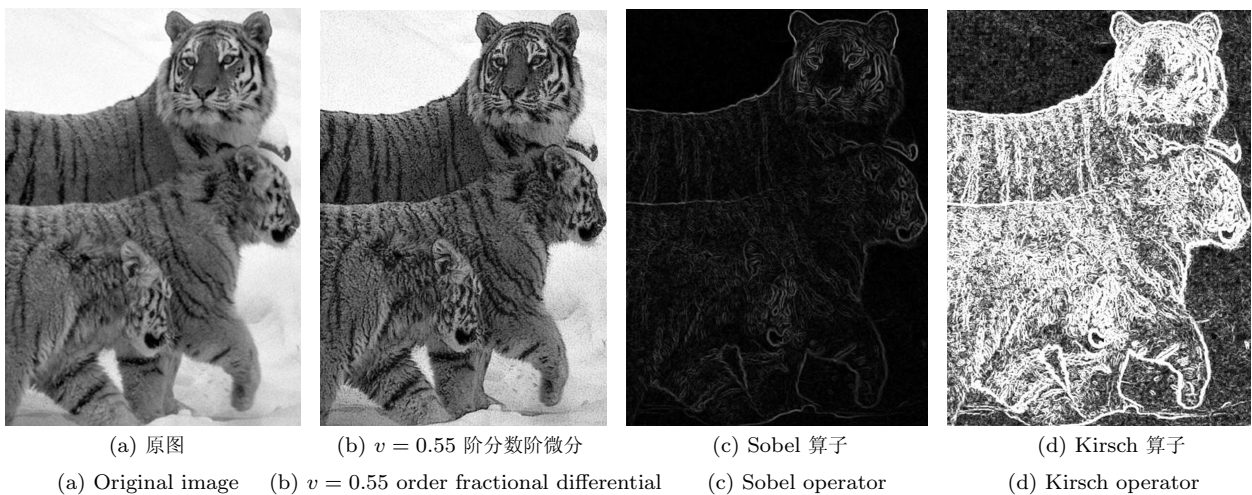 (a) 原图
(b) v = 0.55 阶分数阶微分
(c) Sobel 算子
(d) Kirsch 算子
(a) Original image
(b) v = 0.55 order fractional differential
(c) Sobel operator
(d) Kirsch operator